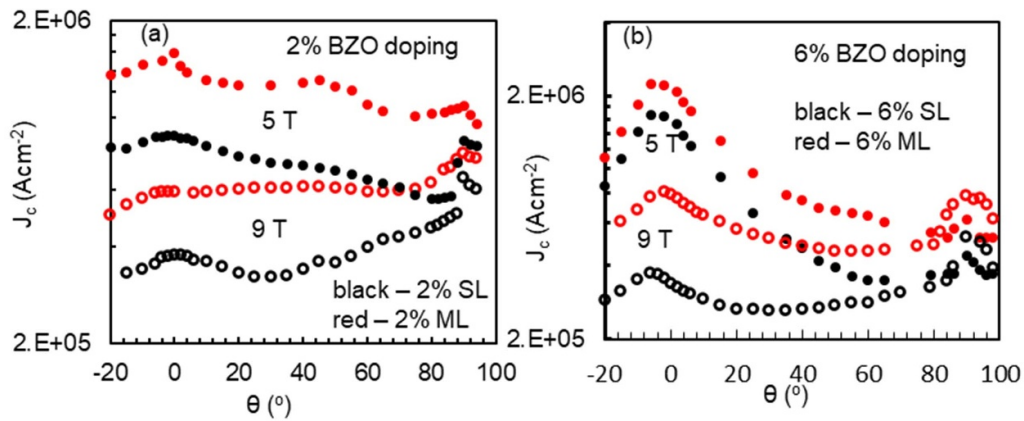 2.E+06
(a)
2% BZO doping
5 T
9 T
black – 2% SL
red – 2% ML
2.E+05
-20 0 20 40 60 80 100
θ (º)
Jc (Acm-2)
(b)
6% BZO doping
2.E+06
black – 6% SL
red – 6% ML
5 T
9 T
2.E+05
-20 0 20 40 60 80 100
θ (º)
Jc (Acm-2)